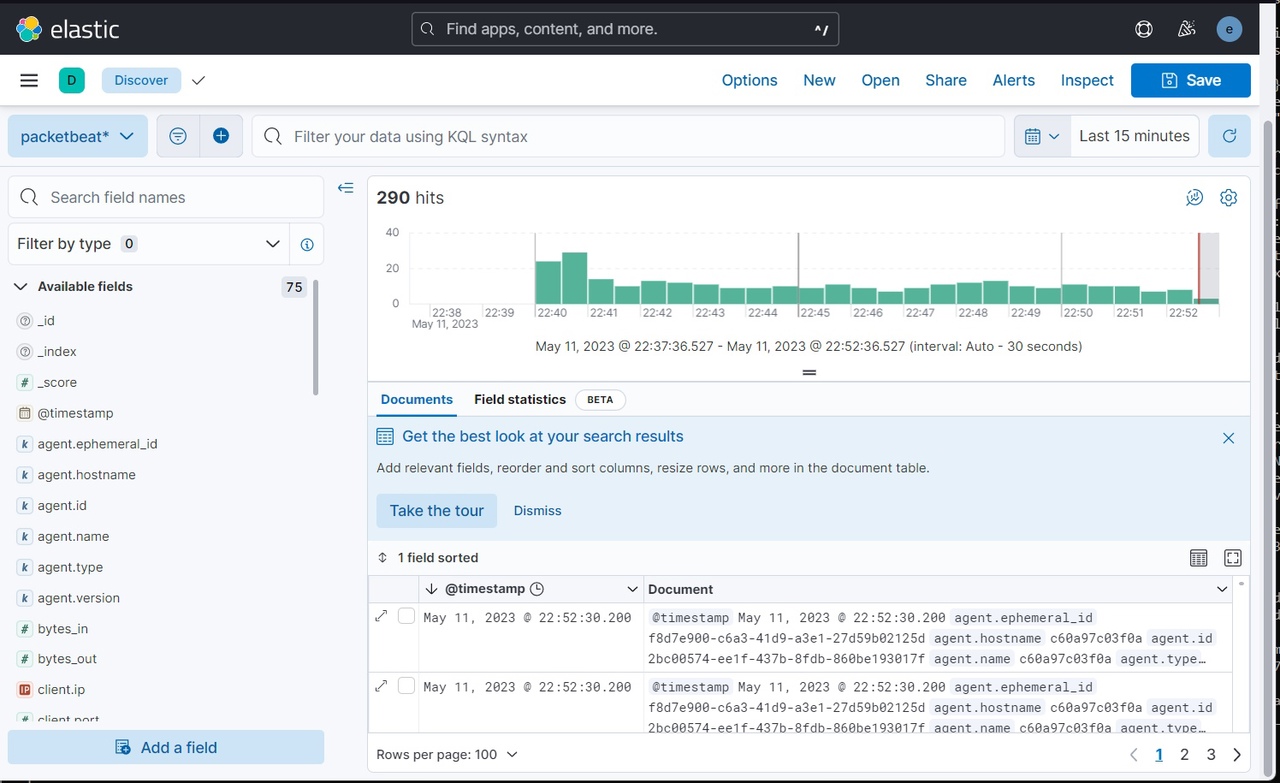 elastic
Find apps, content, and more.
^/
e
D
Discover
Options
New
Open
Share
Alerts
Inspect
Save
packetbeat*
Filter your data using KQL syntax
Last 15 minutes
Search field names
Filter by type 0
Available fields
75
_id
_index
# _score
@timestamp
k agent.ephemeral_id
k agent.hostname
k agent.id
k agent.name
k agent.type
k agent.version
# bytes_in
# bytes_out
IP client.ip
# client.port
Add a field
290 hits
40
20
0
22:38
22:39
22:40
22:41
22:42
22:43
22:44
22:45
22:46
22:47
22:48
22:49
22:50
22:51
22:52
May 11, 2023
May 11, 2023 @ 22:37:36.527 - May 11, 2023 @ 22:52:36.527 (interval: Auto - 30 seconds)
Documents
Field statistics
BETA
Get the best look at your search results
Add relevant fields, reorder and sort columns, resize rows, and more in the document table.
Take the tour
Dismiss
1 field sorted
@timestamp
Document
May 11, 2023 @ 22:52:30.200
@timestamp May 11, 2023 @ 22:52:30.200 agent.ephemeral_id
f8d7e900-c6a3-41d9-a3e1-27d59b02125d agent.hostname c60a97c03f0a agent.id
2bc00574-ee1f-437b-8fdb-860be193017f agent.name c60a97c03f0a agent.type…
May 11, 2023 @ 22:52:30.200
@timestamp May 11, 2023 @ 22:52:30.200 agent.ephemeral_id
f8d7e900-c6a3-41d9-a3e1-27d59b02125d agent.hostname c60a97c03f0a agent.id
2bc00574-ee1f-437b-8fdb-860be193017f agent.name c60a97c03f0a agent.type…
Rows per page: 100
1
2
3